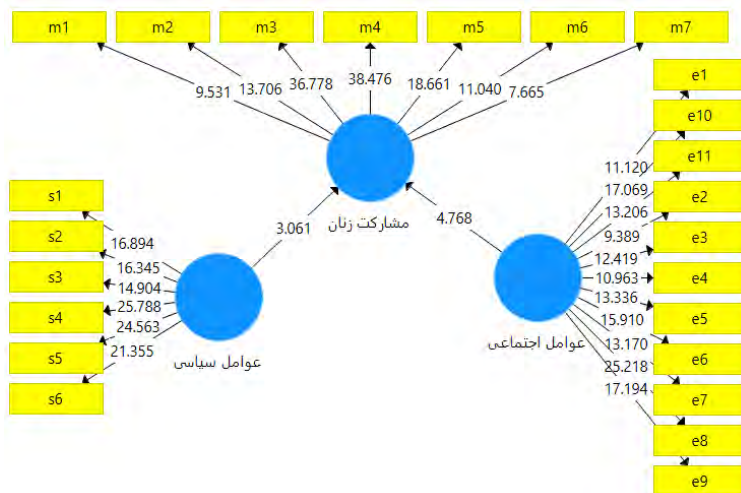 m1
m2
m3
m4
m5
m6
m7
9.531
13.706
36.778
38.476
18.661
11.040
7.665
مشارکت زنان
3.061
4.768
s1
s2
s3
s4
s5
s6
16.894
16.345
14.904
25.788
24.563
21.355
عوامل سیاسی
عوامل اجتماعی
11.120
17.069
13.206
9.389
12.419
10.963
13.336
15.910
13.170
25.218
17.194
e1
e10
e11
e2
e3
e4
e5
e6
e7
e8
e9